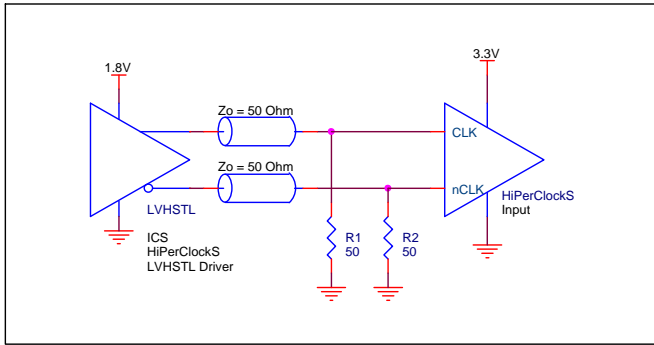 1.8V
3.3V
Zo = 50 Ohm
CLK
Zo = 50 Ohm
nCLK
LVHSTL
HiPerClockS
Input
ICS
HiPerClockS
LVHSTL Driver
R1
50
R2
50